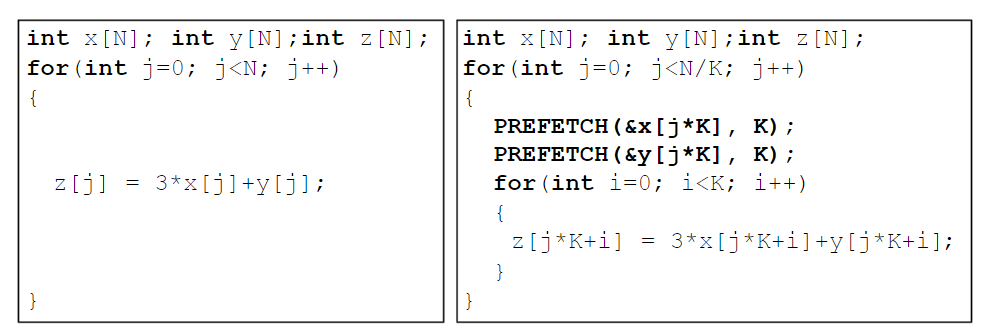 int x[N]; int y[N];int z[N];
for(int j=0; j<N; j++)
{
z[j] = 3*x[j]+y[j];
}
int x[N]; int y[N];int z[N];
for(int j=0; j<N/K; j++)
{
PREFETCH(&x[j*K], K);
PREFETCH(&y[j*K], K);
for(int i=0; i<K; i++)
{
z[j*K+i] = 3*x[j*K+i]+y[j*K+i];
}
}